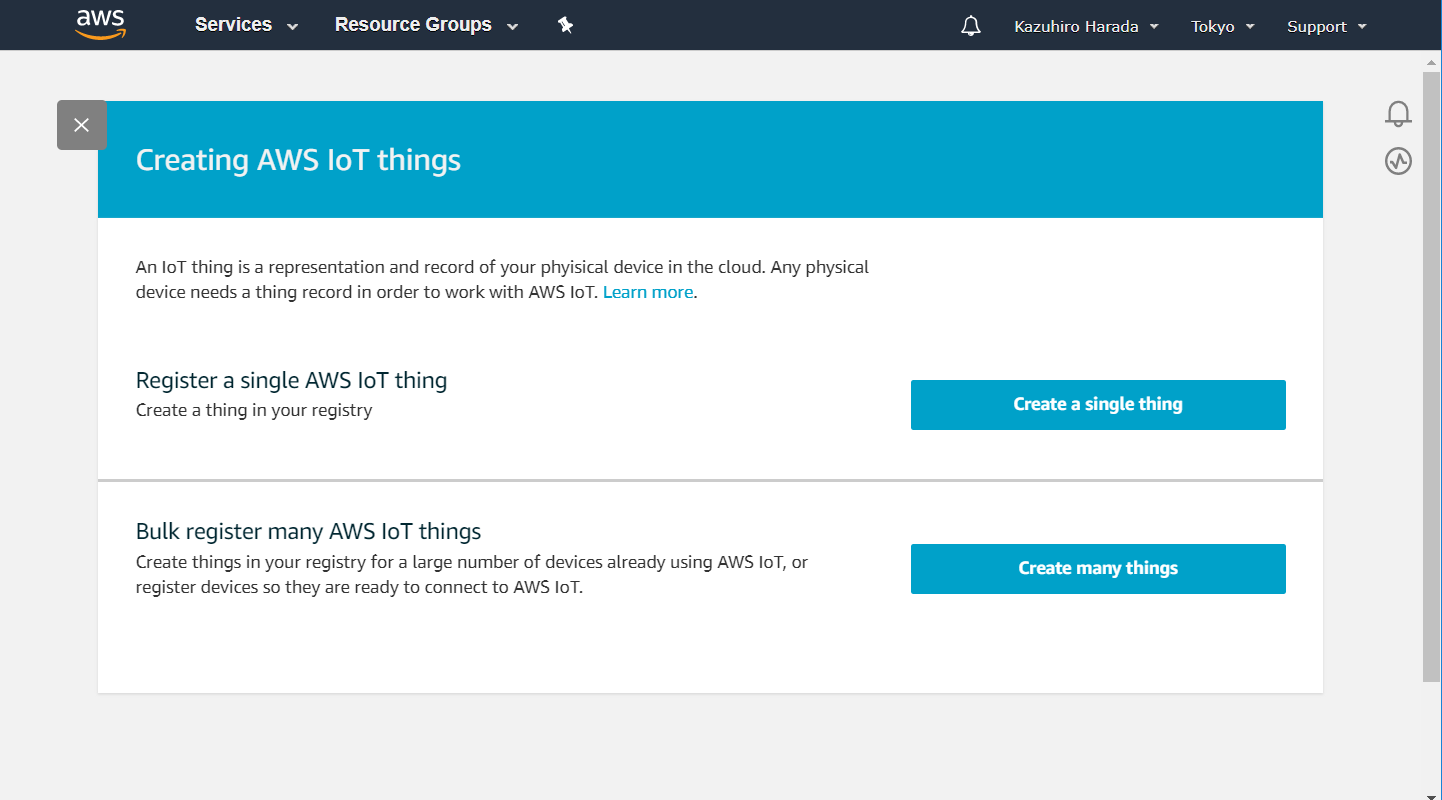 aws Services Resource Groups Kazuhiro Harada Tokyo Support
Creating AWS IoT things
An IoT thing is a representation and record of your phyisical device in the cloud. Any physical
device needs a thing record in order to work with AWS IoT. Learn more.
Register a single AWS IoT thing
Create a thing in your registry
Create a single thing
Bulk register many AWS IoT things
Create things in your registry for a large number of devices already using AWS IoT, or
register devices so they are ready to connect to AWS IoT.
Create many things